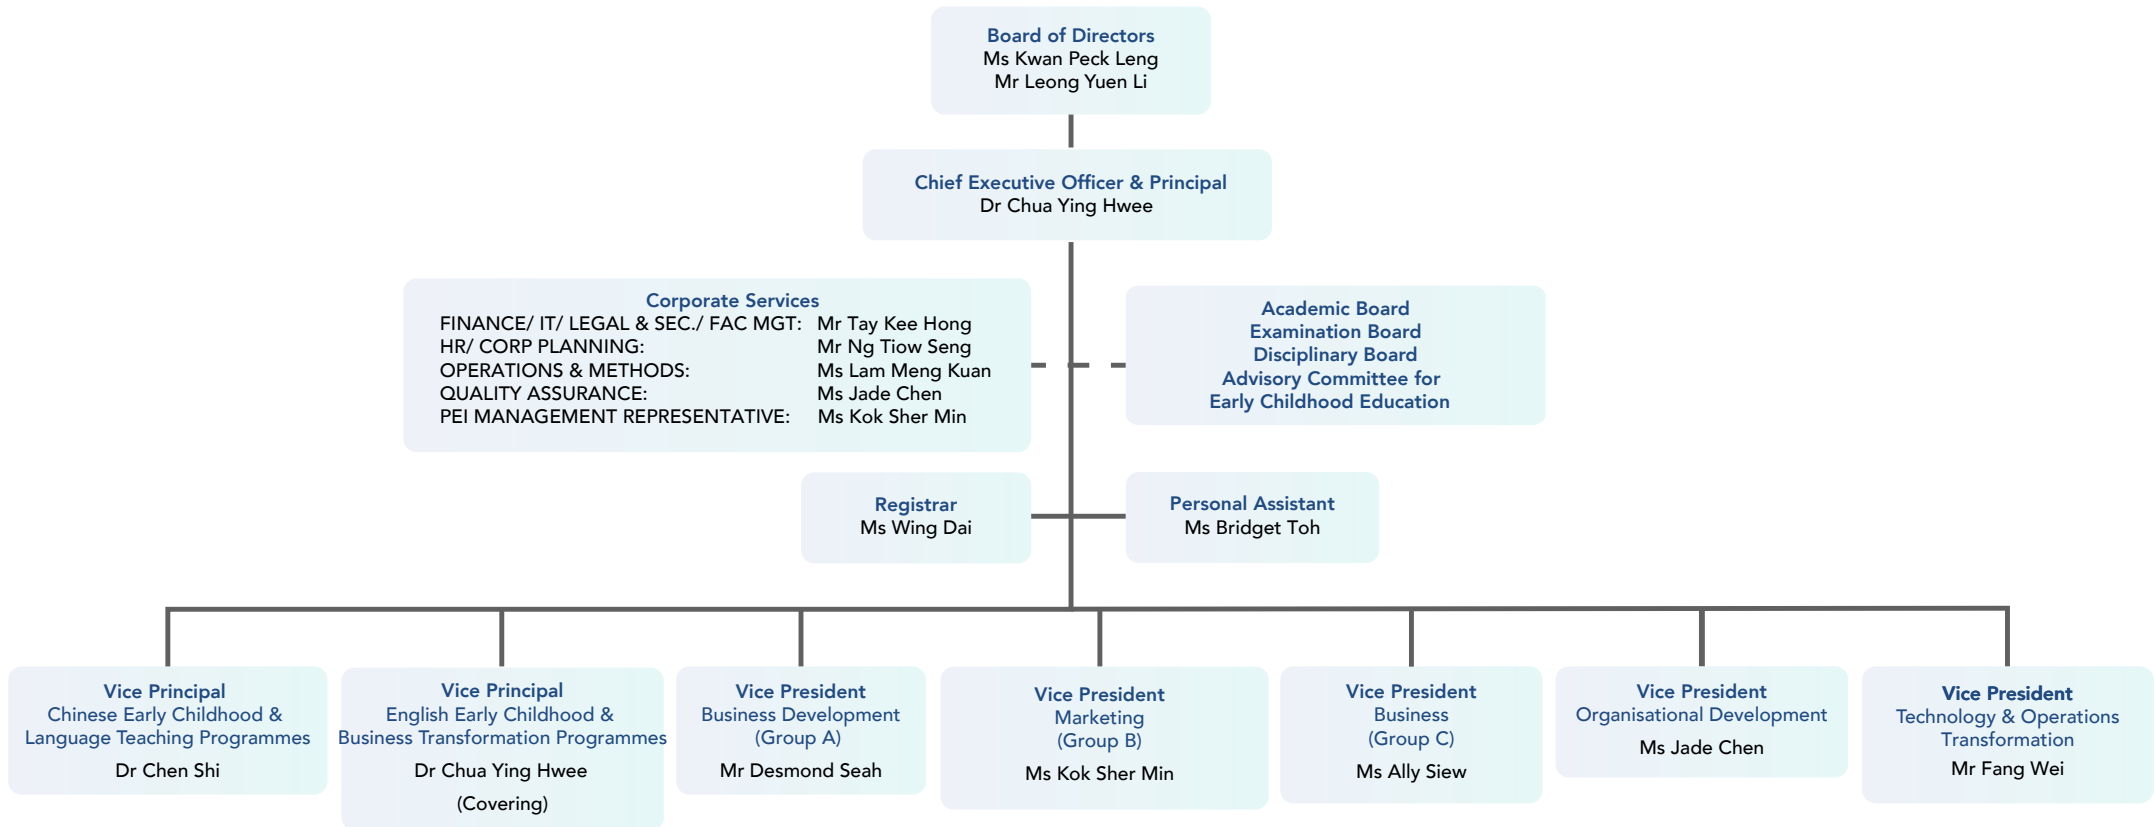 Board of Directors
Ms Kwan Peck Leng
Mr Leong Yuen Li
Chief Executive Officer & Principal
Dr Chua Ying Hwee
Corporate Services
FINANCE/ IT/ LEGAL & SEC./ FAC MGT: Mr Tay Kee Hong
HR/ CORP PLANNING: Mr Ng Tiow Seng
OPERATIONS & METHODS: Ms Lam Meng Kuan
QUALITY ASSURANCE: Ms Jade Chen
PEI MANAGEMENT REPRESENTATIVE: Ms Kok Sher Min
Academic Board
Examination Board
Disciplinary Board
Advisory Committee for
Early Childhood Education
Registrar
Ms Wing Dai
Personal Assistant
Ms Bridget Toh
Vice Principal
Chinese Early Childhood &
Language Teaching Programmes
Dr Chen Shi
Vice Principal
English Early Childhood &
Business Transformation Programmes
Dr Chua Ying Hwee
(Covering)
Vice President
Business Development
(Group A)
Mr Desmond Seah
Vice President
Marketing
(Group B)
Ms Kok Sher Min
Vice President
Business
(Group C)
Ms Ally Siew
Vice President
Organisational Development
Ms Jade Chen
Vice President
Technology & Operations
Transformation
Mr Fang Wei